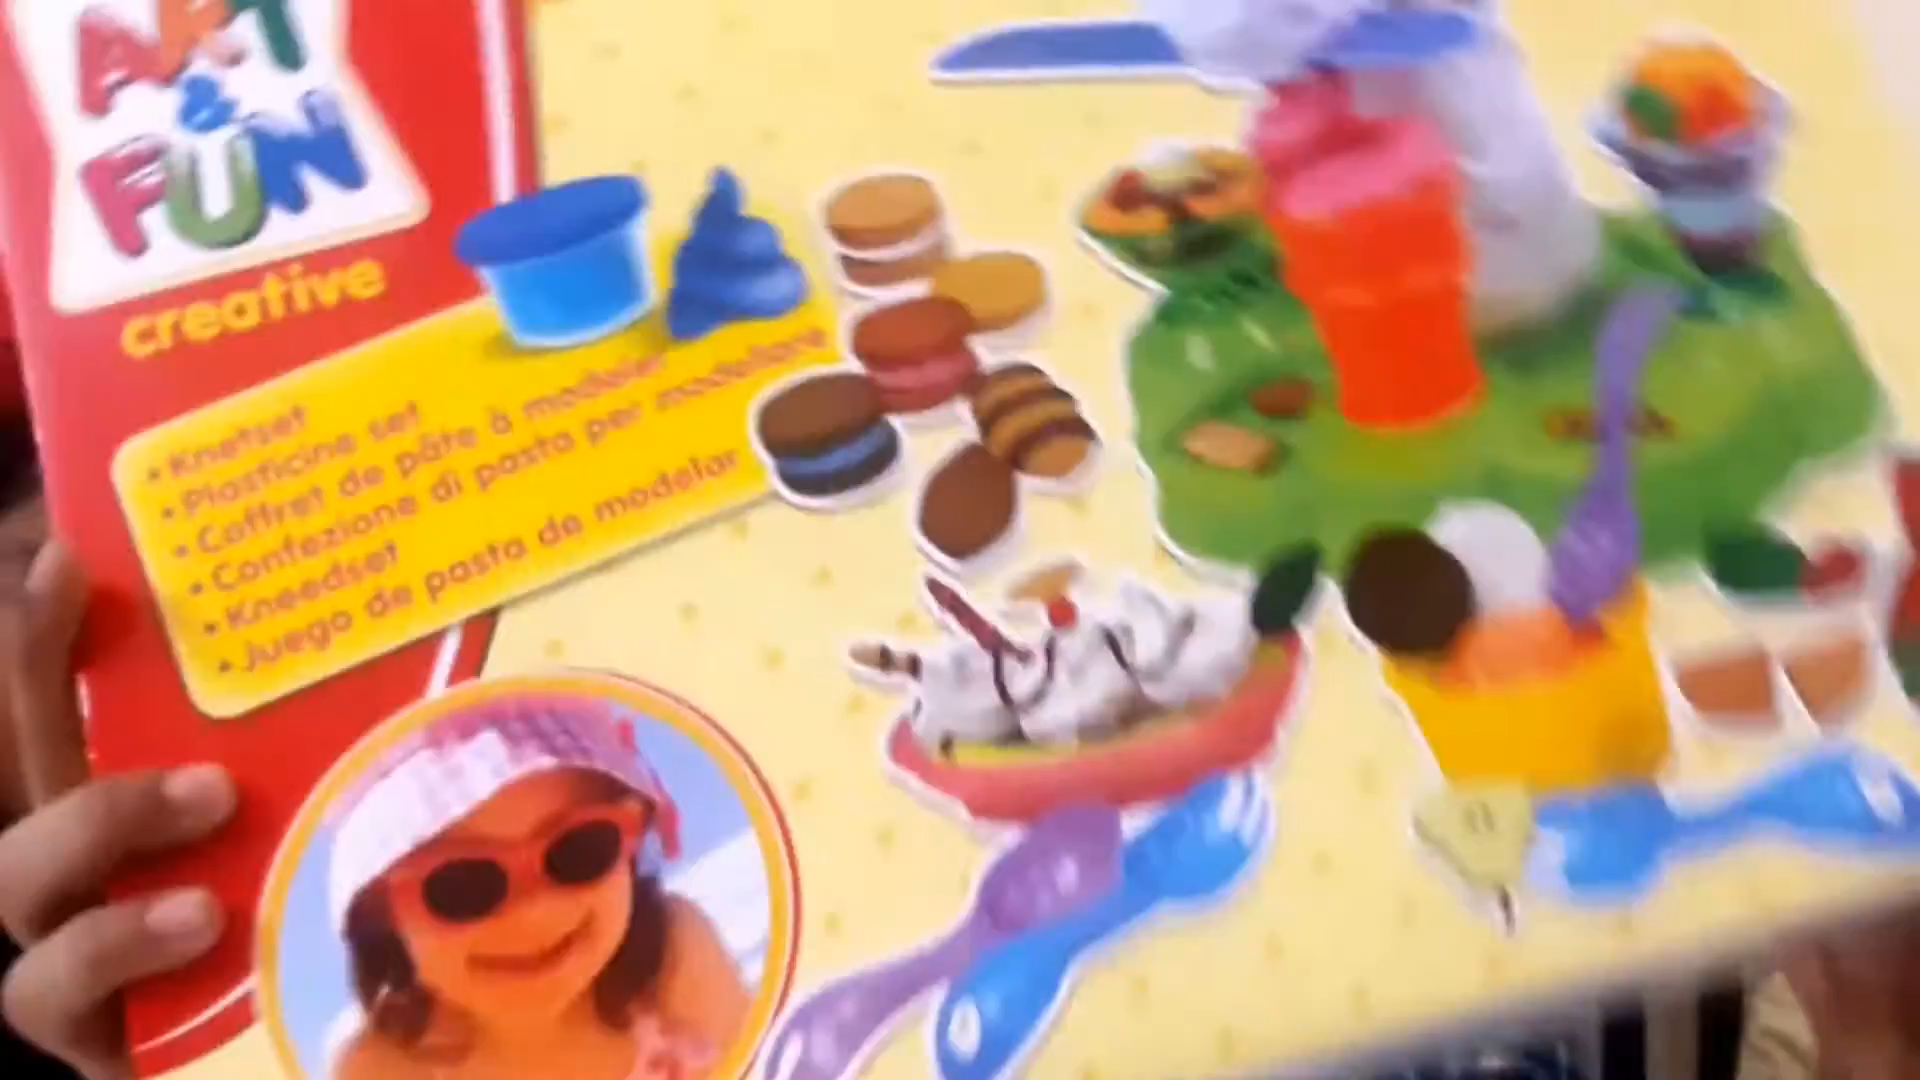 ART
&
FUN
creative
• Knetset
• Plasticine set
• Coffret de pâte à modeler
• Confezione di pasta per modellare
• Kneedset
• Juego de pasta de modelar